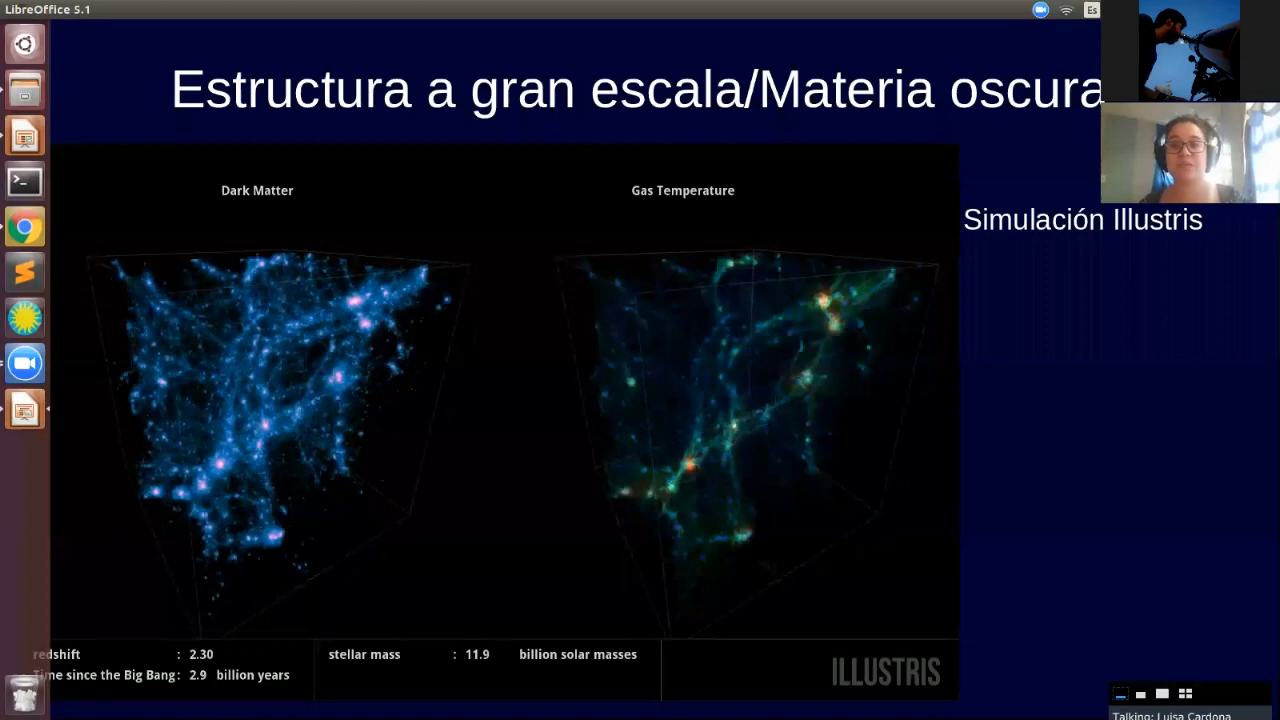 LibreOffice 5.1
Es
Estructura a gran escala/Materia oscura
Dark Matter
Gas Temperature
Simulación Illustris
redshift : 2.30
Time since the Big Bang : 2.9 billion years
stellar mass : 11.9 billion solar masses
ILLUSTRIS
Talking: Luisa Cardona